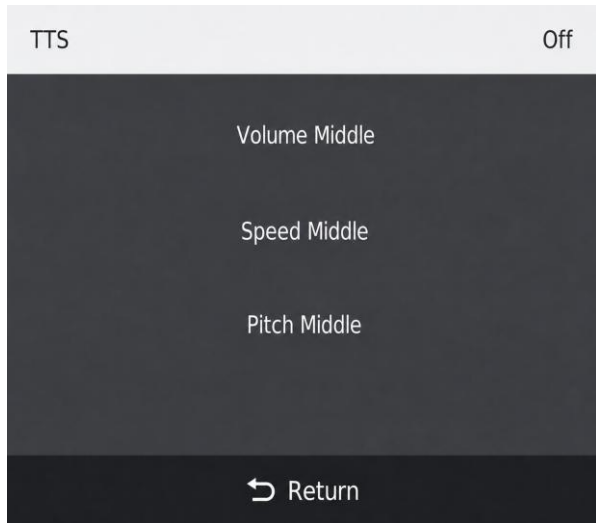 TTS Off
Volume Middle
Speed Middle
Pitch Middle
Return